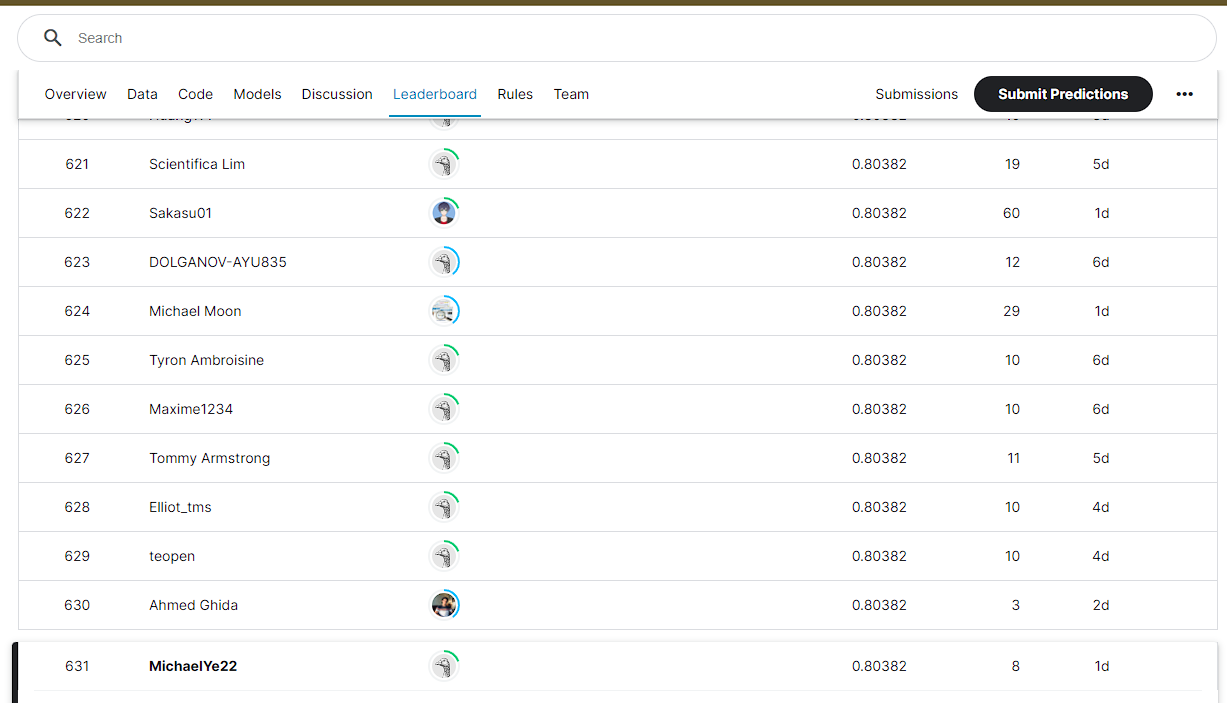 Search
Overview Data Code Models Discussion Leaderboard Rules Team Submissions Submit Predictions
621 Scientifica Lim 0.80382 19 5d
622 Sakasu01 0.80382 60 1d
623 DOLGANOV-AYU835 0.80382 12 6d
624 Michael Moon 0.80382 29 1d
625 Tyron Ambroisine 0.80382 10 6d
626 Maxime1234 0.80382 10 6d
627 Tommy Armstrong 0.80382 11 5d
628 Elliot_tms 0.80382 10 4d
629 teopen 0.80382 10 4d
630 Ahmed Ghida 0.80382 3 2d
631 MichaelYe22 0.80382 8 1d